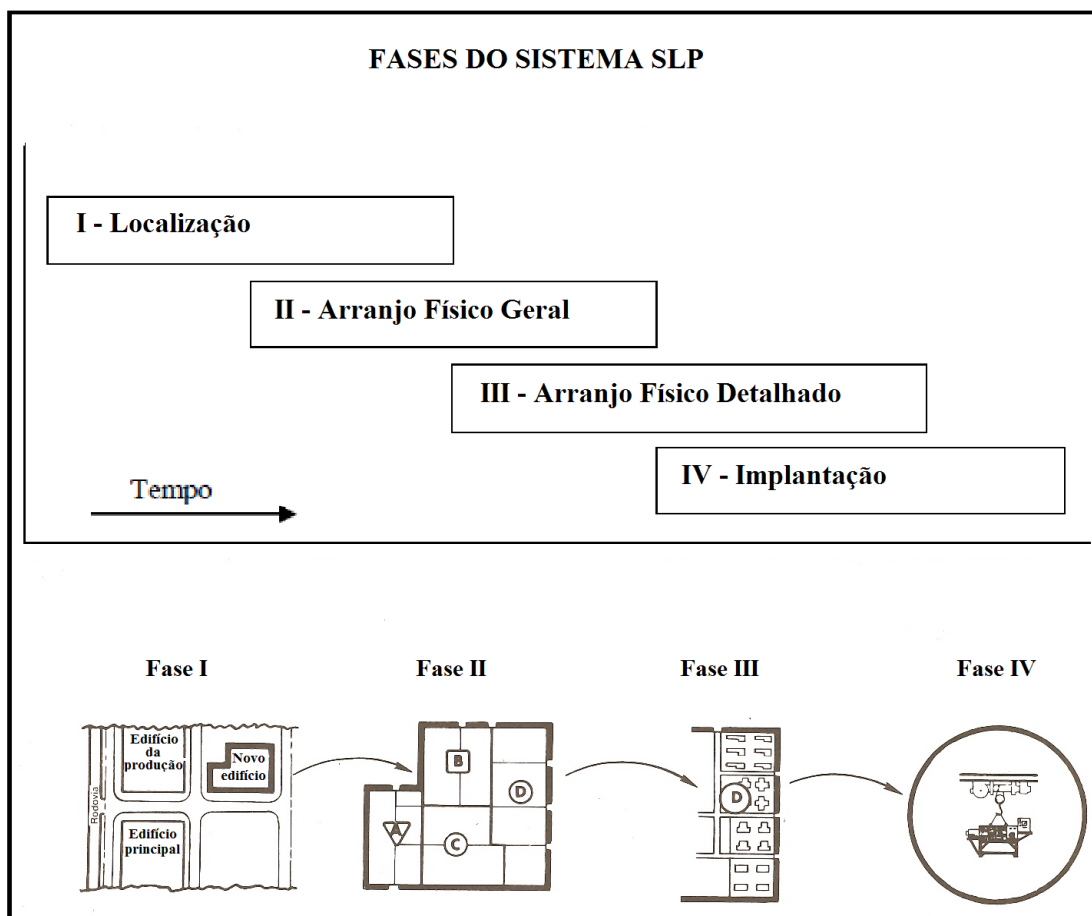 FASES DO SISTEMA SLP
I - Localização
II - Arranjo Físico Geral
III - Arranjo Físico Detalhado
IV - Implantação
Tempo
Fase I
Fase II
Fase III
Fase IV
Rodovia
Edifício
da
produção
Novo
edifício
Edifício
principal
B
D
A
C
D